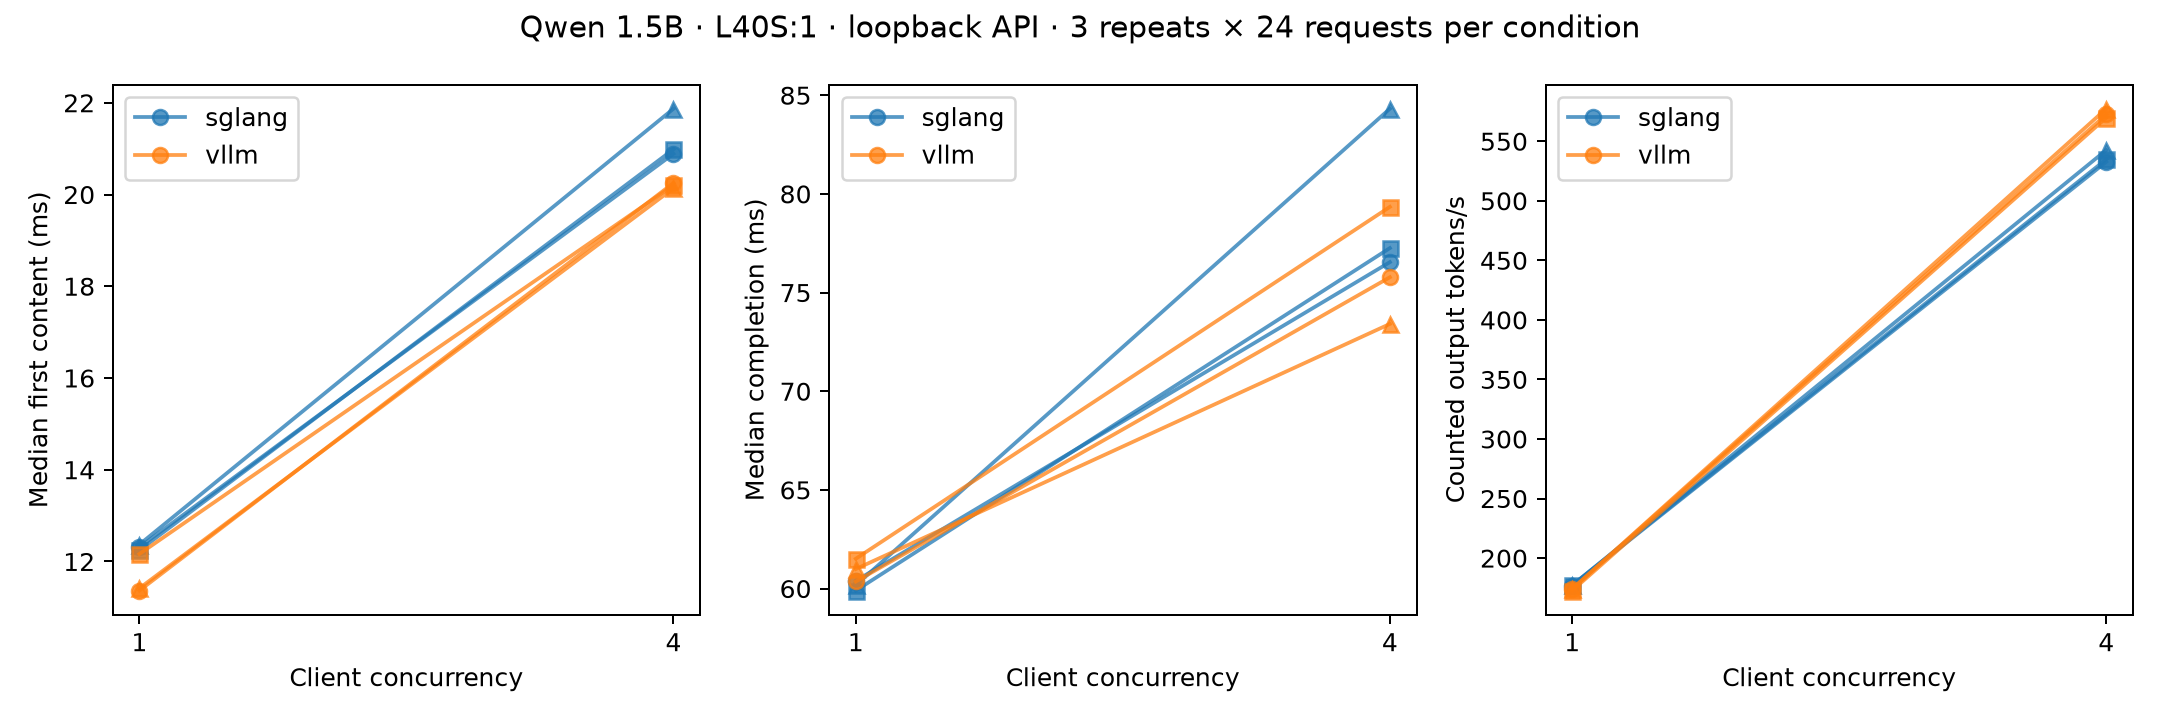 Qwen 1.5B · L40S:1 · loopback API · 3 repeats × 24 requests per condition
Median first content (ms)
22
20
18
16
14
12
sglang
vllm
1
4
Client concurrency
Median completion (ms)
85
80
75
70
65
60
sglang
vllm
1
4
Client concurrency
Counted output tokens/s
550
500
450
400
350
300
250
200
sglang
vllm
1
4
Client concurrency